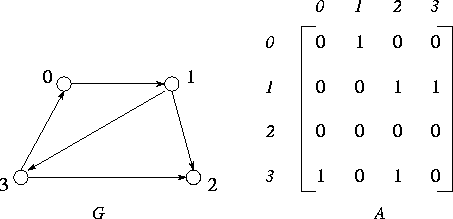 0 1 2 3
0 0 1 0 0
1 0 0 1 1
2 0 0 0 0
3 1 0 1 0
A
0 1
3 2
G